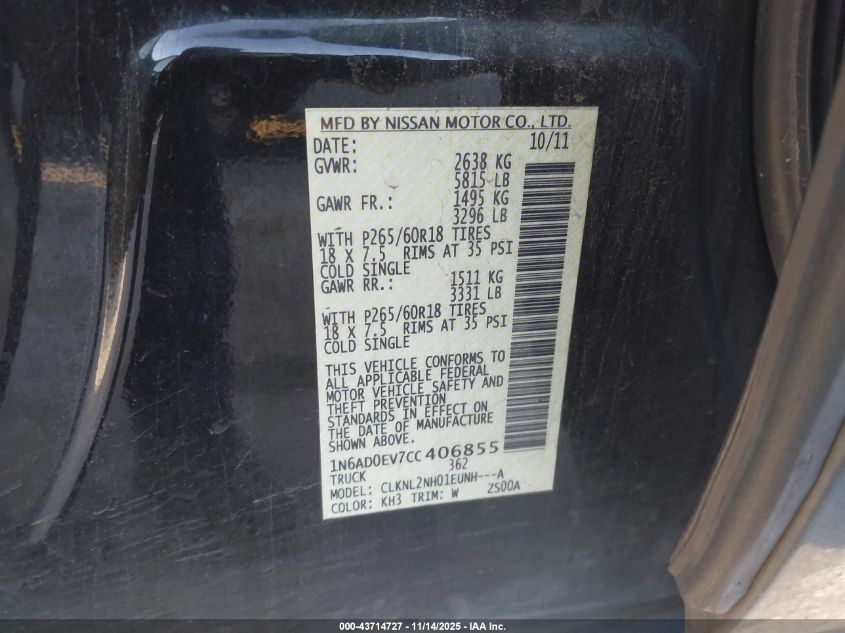 MFD BY NISSAN MOTOR CO., LTD.
DATE: 10/11
GVWR: 2638 KG
5815 LB
GAWR FR.: 1495 KG
3296 LB
WITH P265/60R18 TIRES
18 X 7.5 RIMS AT 35 PSI
COLD SINGLE
GAWR RR.: 1511 KG
3331 LB
WITH P265/60R18 TIRES
18 X 7.5 RIMS AT 35 PSI
COLD SINGLE
THIS VEHICLE CONFORMS TO
ALL APPLICABLE FEDERAL
MOTOR VEHICLE SAFETY AND
THEFT PREVENTION
STANDARDS IN EFFECT ON
THE DATE OF MANUFACTURE
SHOWN ABOVE.
1N6AD0EV7CC406855
TRUCK 362
MODEL: CLKNL2NH01EUNH---A
COLOR: KH3 TRIM: W ZS00A
000-43714727 - 11/14/2025 - IAA Inc.